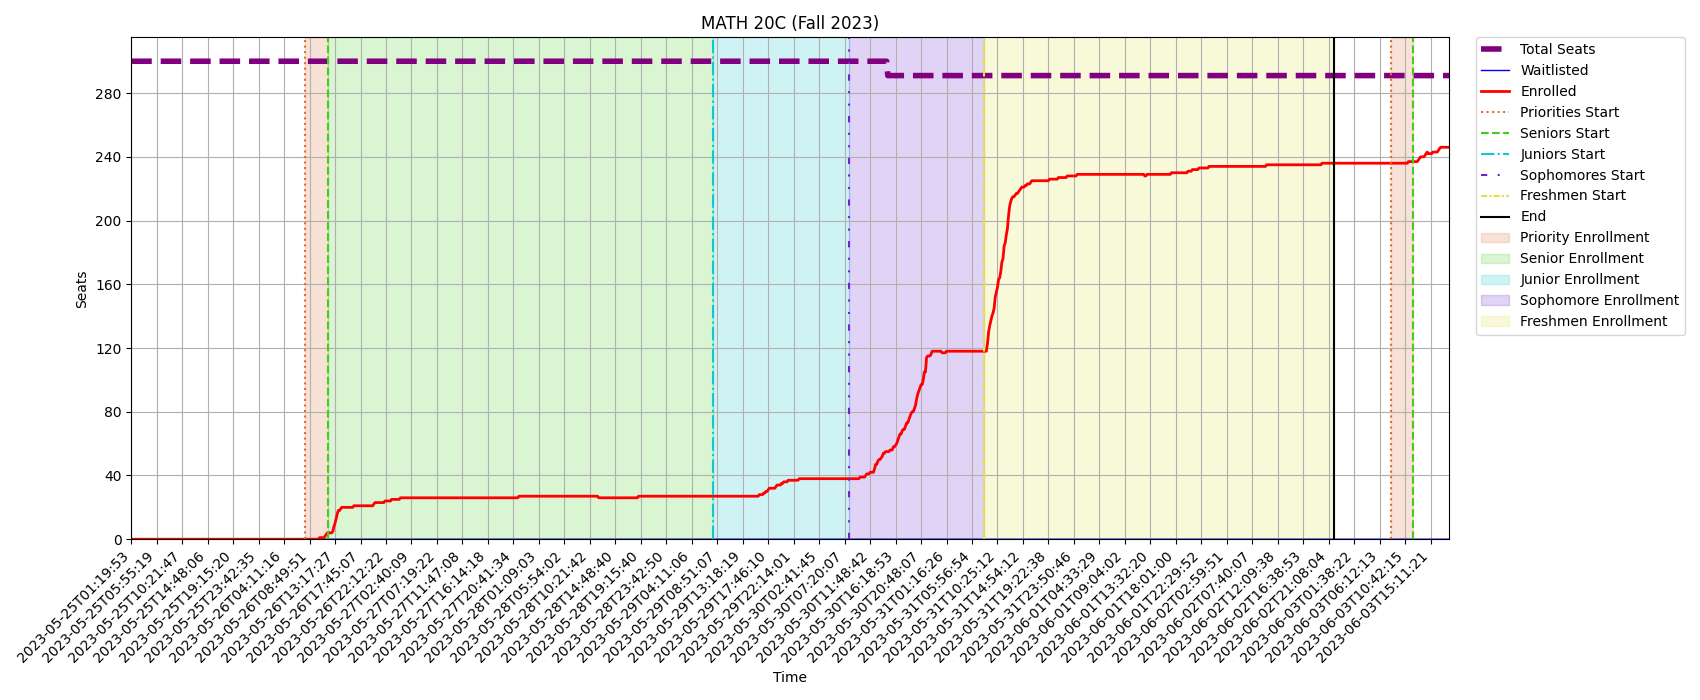 MATH 20C (Fall 2023)
Seats
280
240
200
160
120
80
40
0
2023-05-25T01:19:53
2023-05-25T05:55:19
2023-05-25T10:21:47
2023-05-25T14:48:06
2023-05-25T19:15:20
2023-05-25T23:42:35
2023-05-26T04:11:16
2023-05-26T08:49:51
2023-05-26T13:17:27
2023-05-26T17:45:07
2023-05-26T22:12:22
2023-05-27T02:40:09
2023-05-27T07:19:22
2023-05-27T11:47:08
2023-05-27T16:14:18
2023-05-27T20:41:34
2023-05-28T01:09:03
2023-05-28T05:54:02
2023-05-28T10:21:42
2023-05-28T14:48:40
2023-05-28T19:15:40
2023-05-28T23:42:50
2023-05-29T04:11:06
2023-05-29T08:51:07
2023-05-29T13:18:19
2023-05-29T17:46:10
2023-05-29T22:14:01
2023-05-30T02:41:45
2023-05-30T07:20:07
2023-05-30T11:48:42
2023-05-30T16:18:53
2023-05-30T20:48:07
2023-05-31T01:16:26
2023-05-31T05:56:54
2023-05-31T10:25:12
2023-05-31T14:54:12
2023-05-31T19:22:38
2023-05-31T23:50:46
2023-06-01T04:33:29
2023-06-01T09:04:02
2023-06-01T13:32:20
2023-06-01T18:01:00
2023-06-01T22:29:52
2023-06-02T02:59:51
2023-06-02T07:40:07
2023-06-02T12:09:38
2023-06-02T16:38:53
2023-06-02T21:08:04
2023-06-03T01:38:22
2023-06-03T06:12:13
2023-06-03T10:42:15
2023-06-03T15:11:21
Time
Total Seats
Waitlisted
Enrolled
Priorities Start
Seniors Start
Juniors Start
Sophomores Start
Freshmen Start
End
Priority Enrollment
Senior Enrollment
Junior Enrollment
Sophomore Enrollment
Freshmen Enrollment